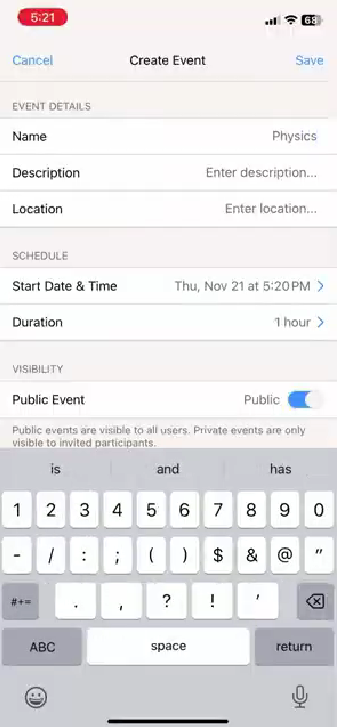 5:21
68
Cancel
Create Event
Save
EVENT DETAILS
Name
Physics
Description
Enter description...
Location
Enter location...
SCHEDULE
Start Date & Time
Thu, Nov 21 at 5:20 PM
Duration
1 hour
VISIBILITY
Public Event
Public
Public events are visible to all users. Private events are only
visible to invited participants.
is and has
1 2 3 4 5 6 7 8 9 0
- / : ; ( ) $ & @ "
#+= . , ? ! '
ABC space return